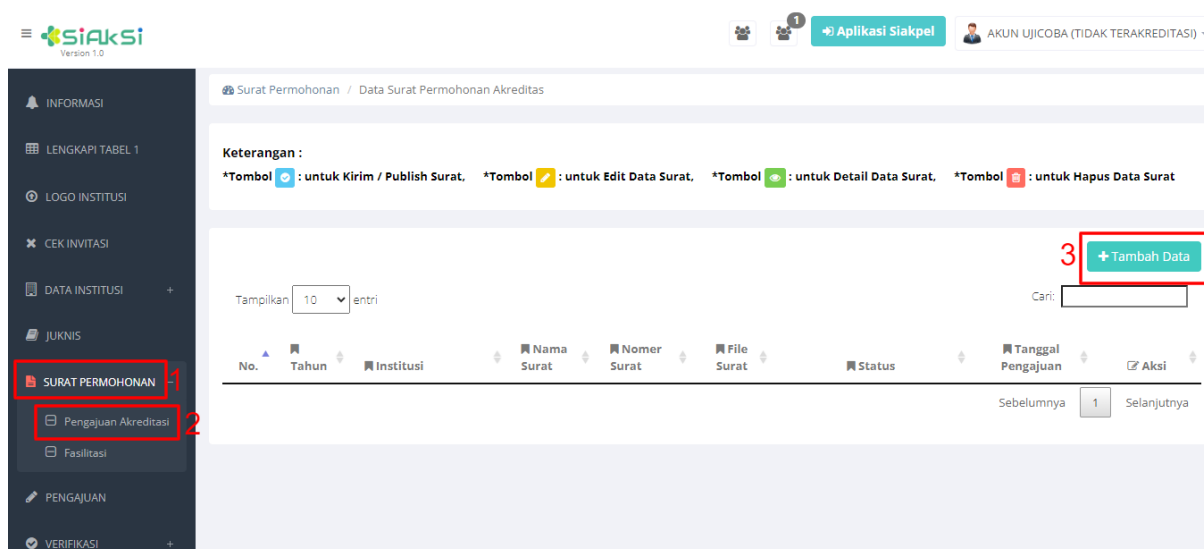 SiAkSi
Version 1.0
1
Aplikasi Siakpel
AKUN UJICOBA (TIDAK TERAKREDITASI)
INFORMASI
LENGKAPI TABEL 1
LOGO INSTITUSI
CEK INVITASI
DATA INSTITUSI +
JUKNIS
SURAT PERMOHONAN −
1
Pengajuan Akreditasi
2
Fasilitasi
PENGAJUAN
VERIFIKASI +
Surat Permohonan / Data Surat Permohonan Akreditas
Keterangan :
*Tombol : untuk Kirim / Publish Surat, *Tombol : untuk Edit Data Surat, *Tombol : untuk Detail Data Surat, *Tombol : untuk Hapus Data Surat
3
+ Tambah Data
Tampilkan 10 entri
Cari:
No. Tahun Institusi Nama Surat Nomer Surat File Surat Status Tanggal Pengajuan Aksi
Sebelumnya 1 Selanjutnya